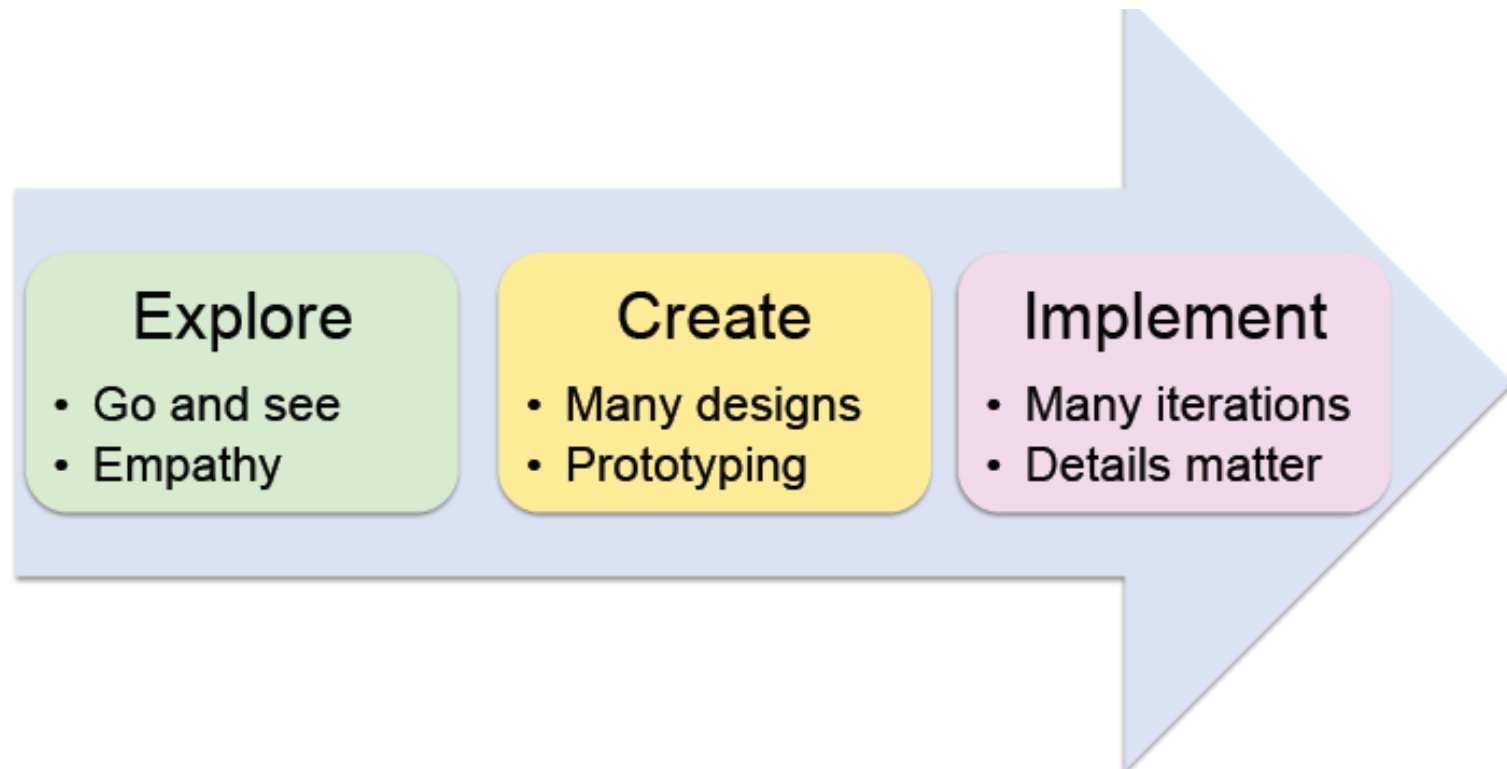 Explore
• Go and see
• Empathy
Create
• Many designs
• Prototyping
Implement
• Many iterations
• Details matter